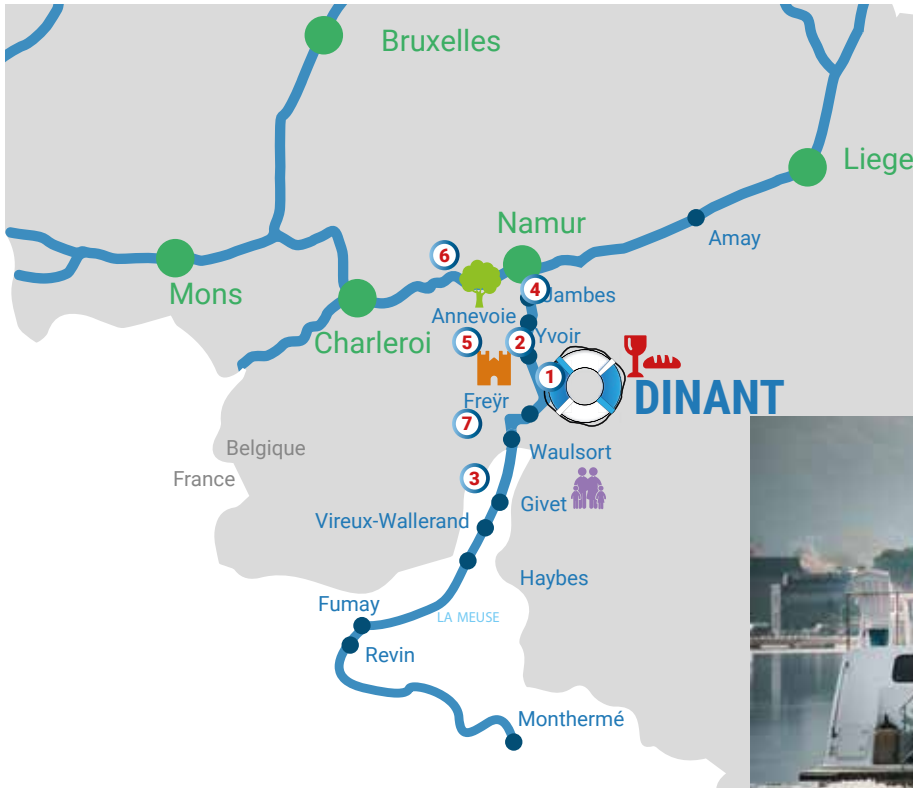 Bruxelles
Liege
Namur
Amay
6
Mons
4
Jambes
Annevoie
Charleroi
5
2
Yvoir
1
DINANT
Freÿr
7
Belgique
Waulsort
France
3
Givet
Vireux-Wallerand
Haybes
Fumay
LA MEUSE
Revin
Monthermé